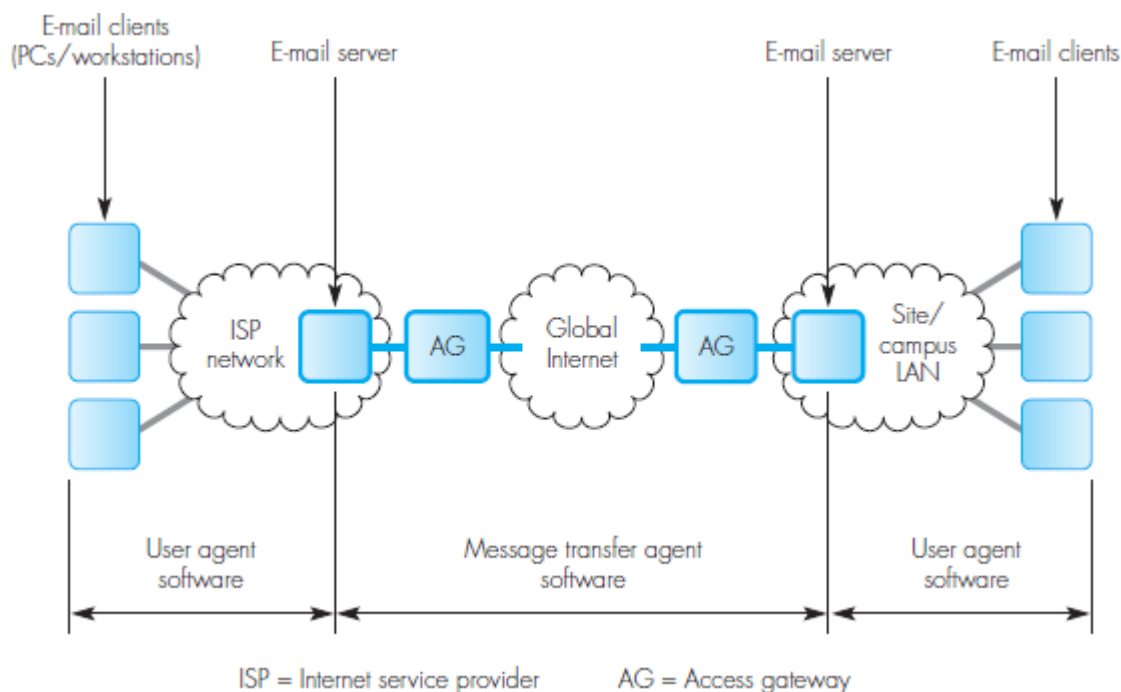 E-mail clients
(PCs/workstations)
E-mail server
E-mail server
E-mail clients
ISP
network
AG
Global
Internet
AG
Site/
campus
LAN
User agent
software
Message transfer agent
software
User agent
software
ISP = Internet service provider
AG = Access gateway